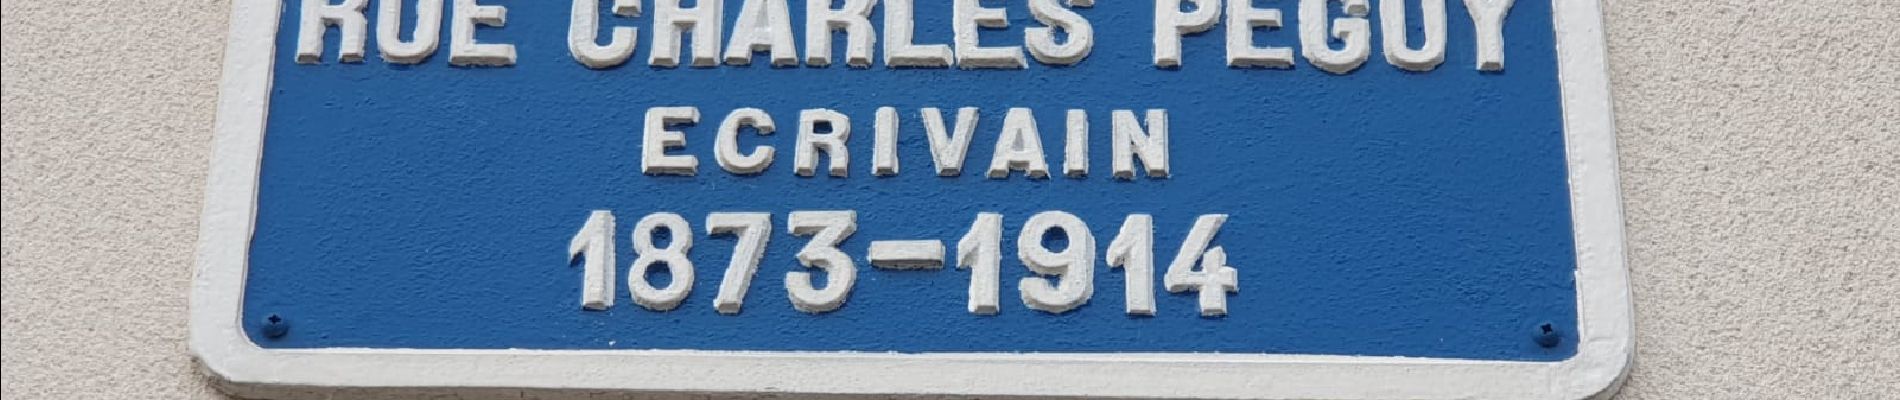 RUE CHARLES PEGUY
ECRIVAIN
1873-1914